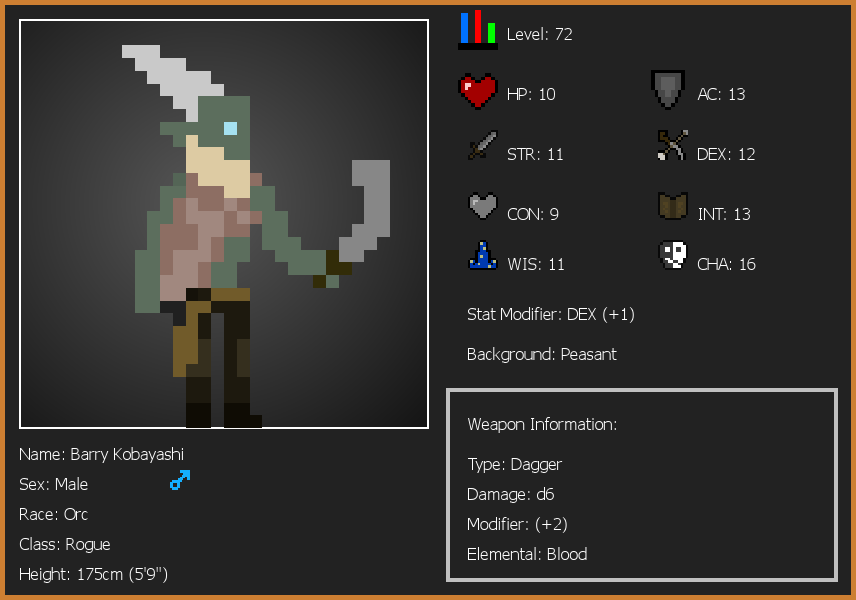 Level: 72
HP: 10
AC: 13
STR: 11
DEX: 12
CON: 9
INT: 13
WIS: 11
CHA: 16
Stat Modifier: DEX (+1)
Background: Peasant
Weapon Information:
Type: Dagger
Damage: d6
Modifier: (+2)
Elemental: Blood
Name: Barry Kobayashi
Sex: Male
Race: Orc
Class: Rogue
Height: 175cm (5'9")